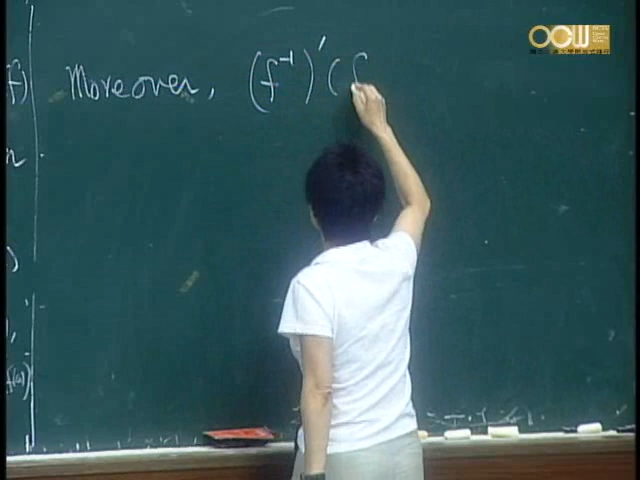 OCW
f)
Moreover, (f⁻¹)'(f
n
)
f(a))